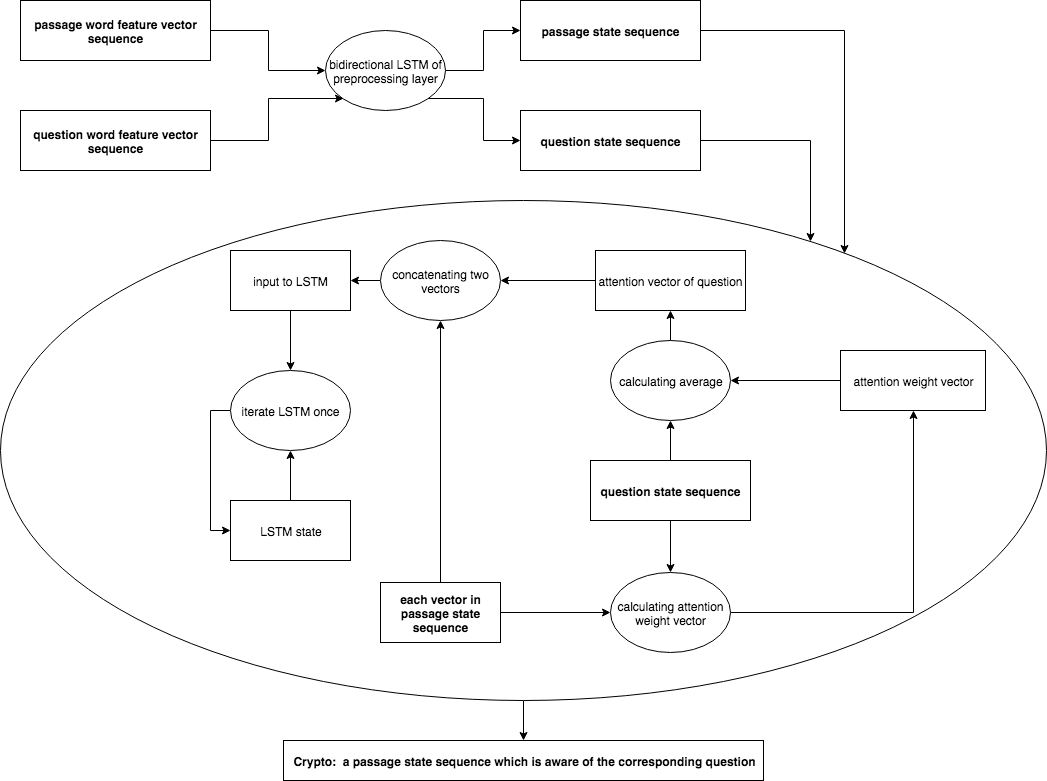 passage word feature vector
sequence
bidirectional LSTM of
preprocessing layer
passage state sequence
question word feature vector
sequence
question state sequence
input to LSTM
concatenating two
vectors
attention vector of question
iterate LSTM once
calculating average
attention weight vector
LSTM state
question state sequence
each vector in
passage state
sequence
calculating attention
weight vector
Crypto:  a passage state sequence which is aware of the corresponding question